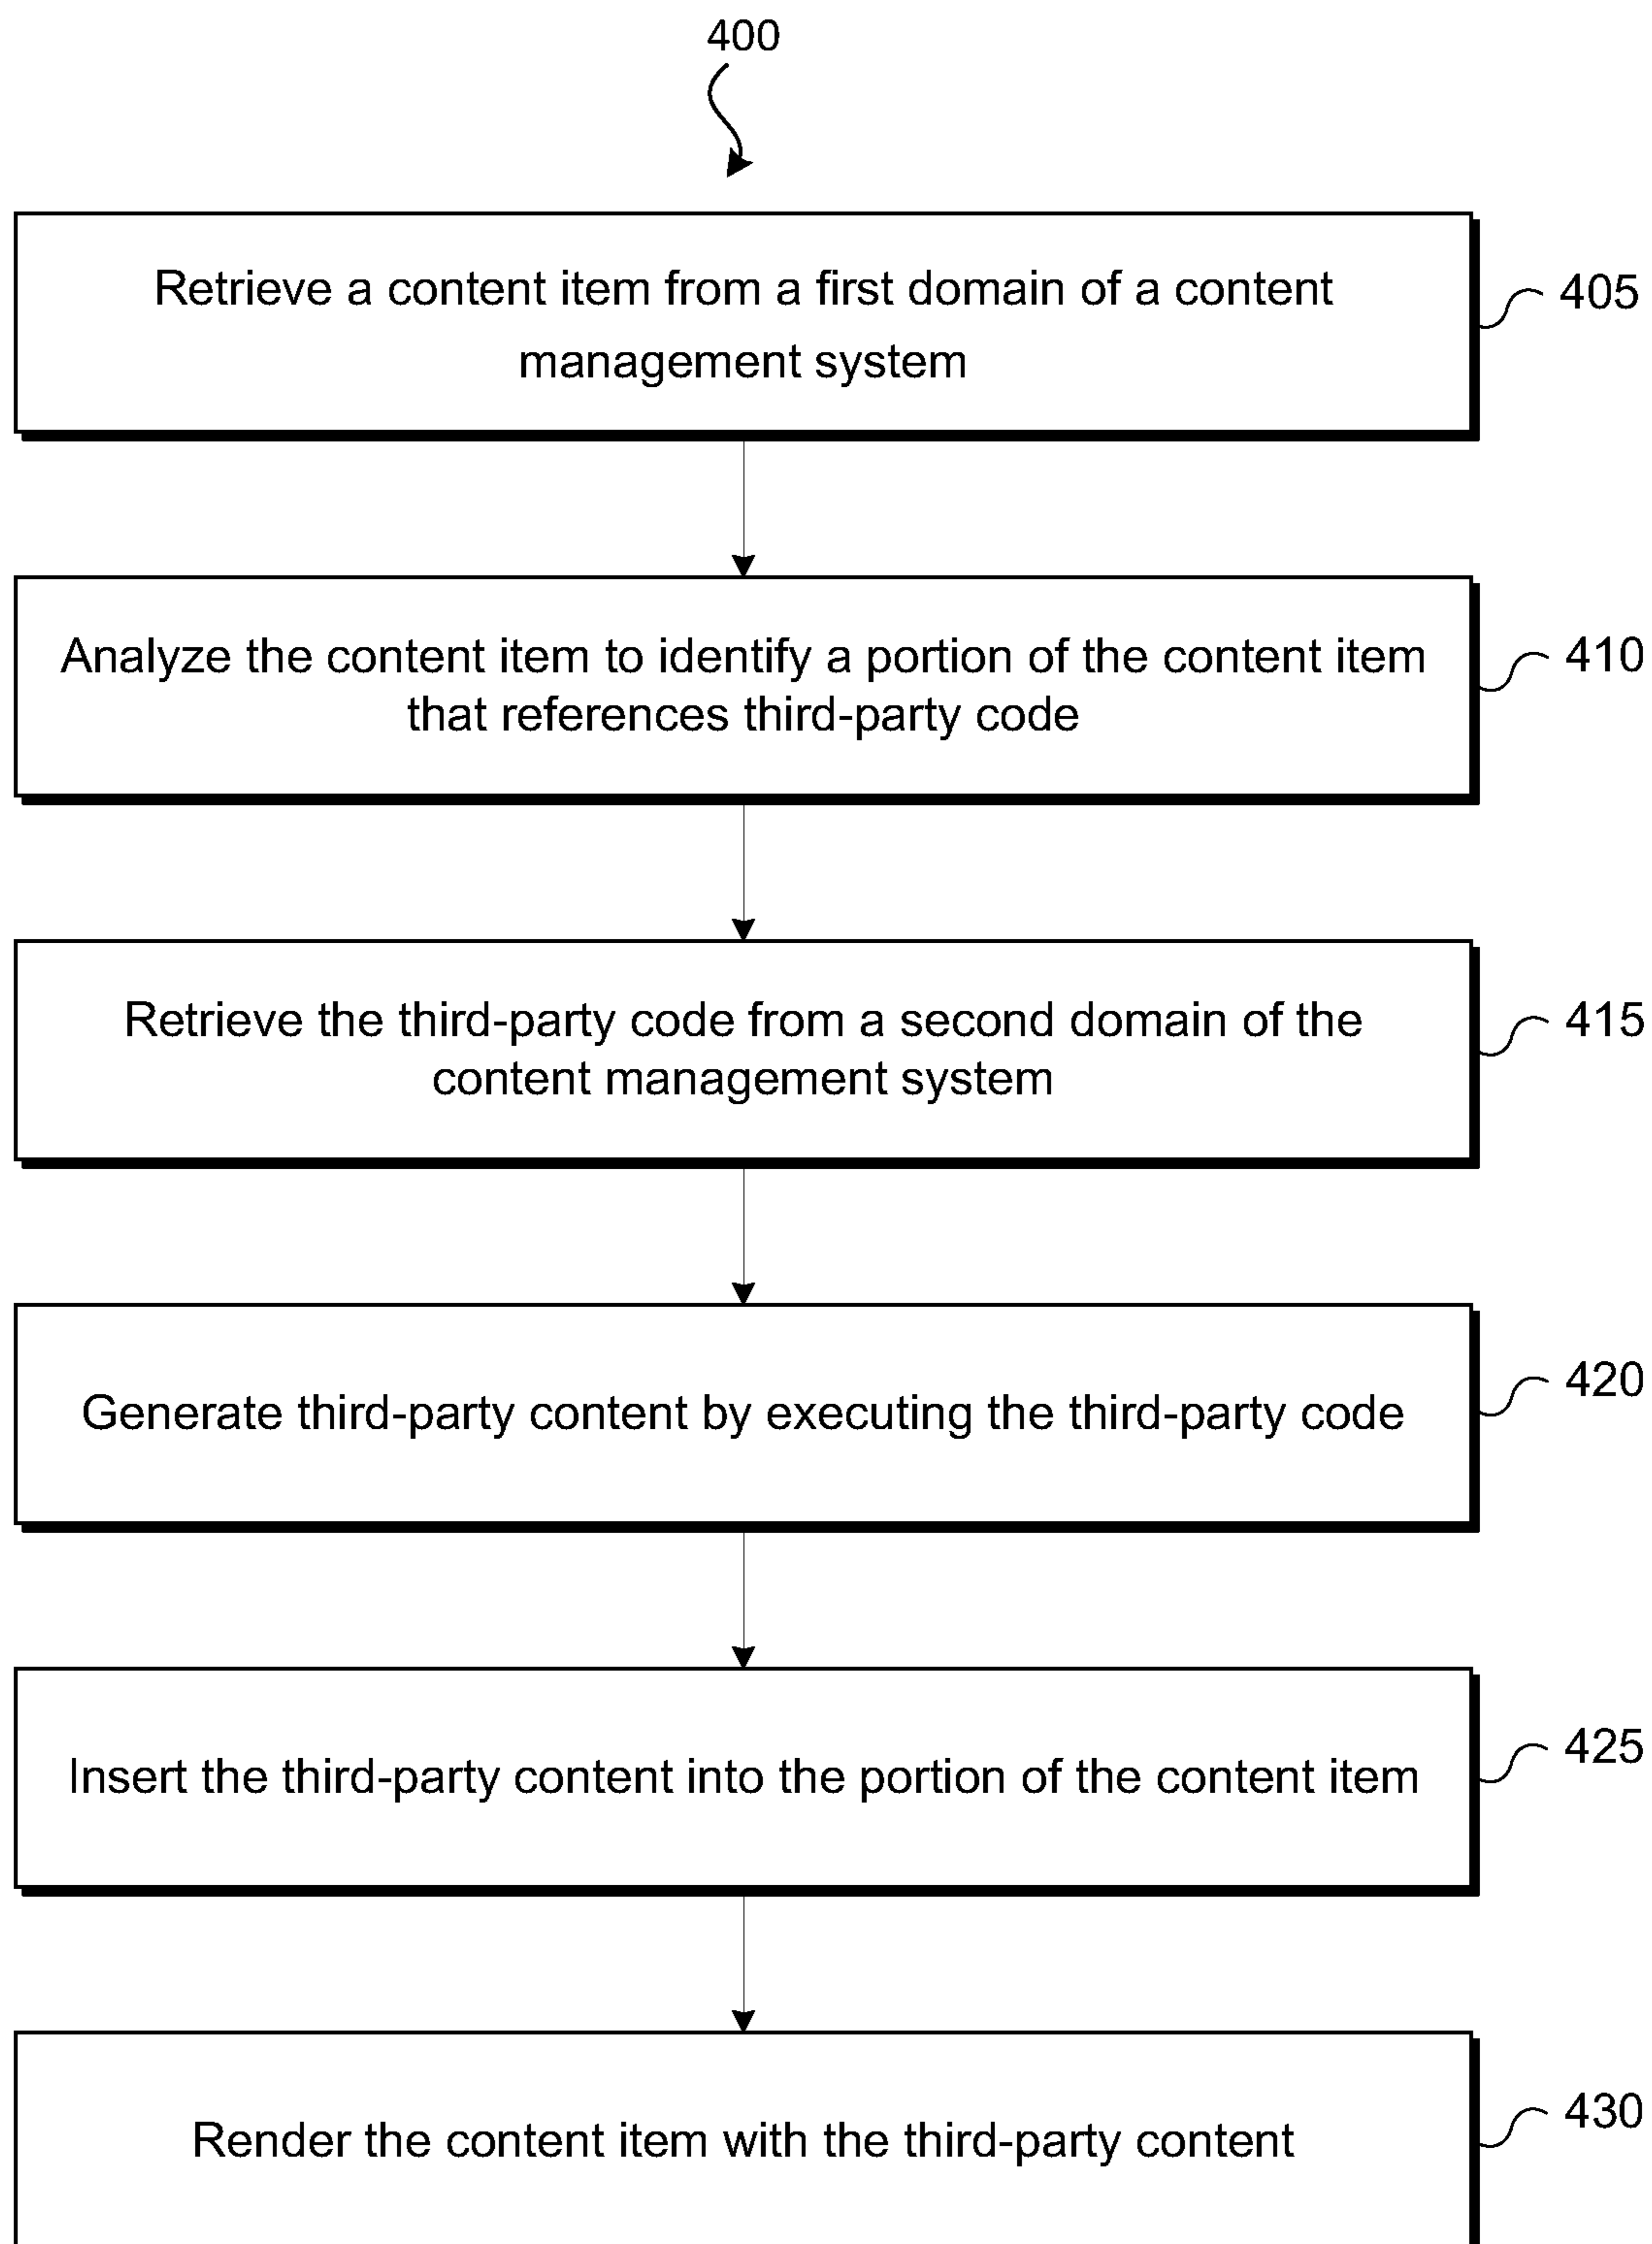 400
Retrieve a content item from a first domain of a content
management system
405
Analyze the content item to identify a portion of the content item
that references third-party code
410
Retrieve the third-party code from a second domain of the
content management system
415
Generate third-party content by executing the third-party code
420
Insert the third-party content into the portion of the content item
425
Render the content item with the third-party content
430